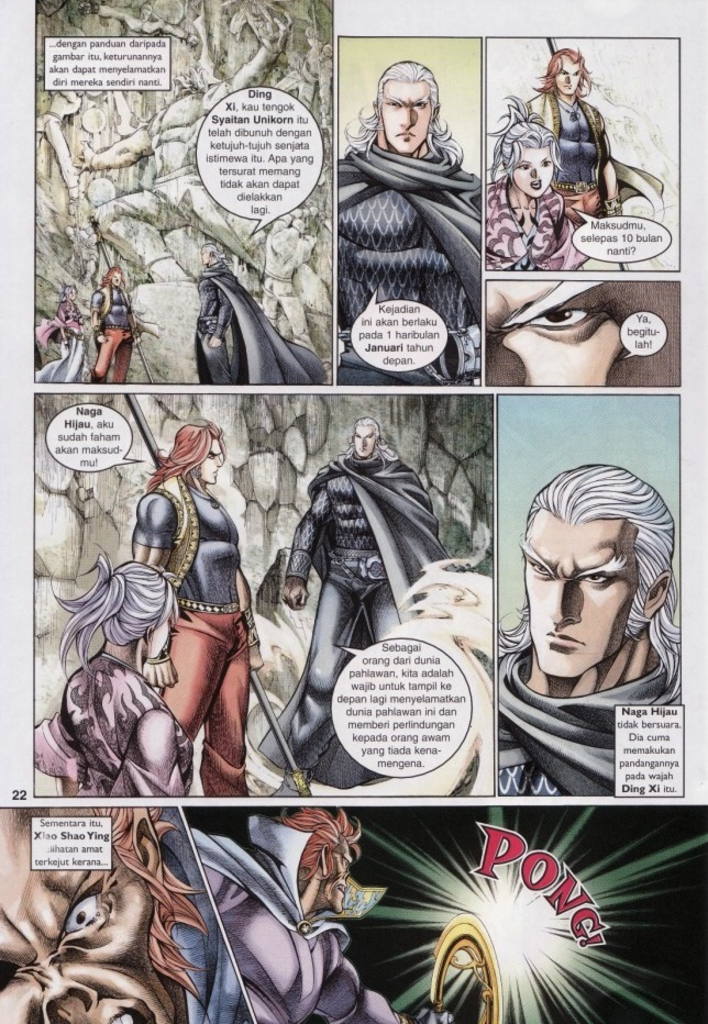 ...dengan panduan daripada
gambar itu, keturunannya
akan dapat menyelamatkan
diri mereka sendiri nanti.
Ding
Xi, kau tengok
Syaitan Unikorn itu
telah dibunuh dengan
ketujuh-tujuh senjata
istimewa itu. Apa yang
tersurat memang
tidak akan dapat
dielakkan
lagi.
Kejadian
ini akan berlaku
pada 1 haribulan
Januari tahun
depan.
Maksudmu,
selepas 10 bulan
nanti?
Ya,
begitu-
lah!
Naga
Hijau, aku
sudah faham
akan maksud-
mu!
Sebagai
orang dari dunia
pahlawan, kita adalah
wajib untuk tampil ke
depan lagi menyelamatkan
dunia pahlawan ini dan
memberi perlindungan
kepada orang awam
yang tiada kena-
mengena.
Naga Hijau
tidak bersuara.
Dia cuma
memakukan
pandangannya
pada wajah
Ding Xi itu.
22
Sementara itu,
Xiao Shao Ying
..lihatan amat
terkejut kerana...
PONG!